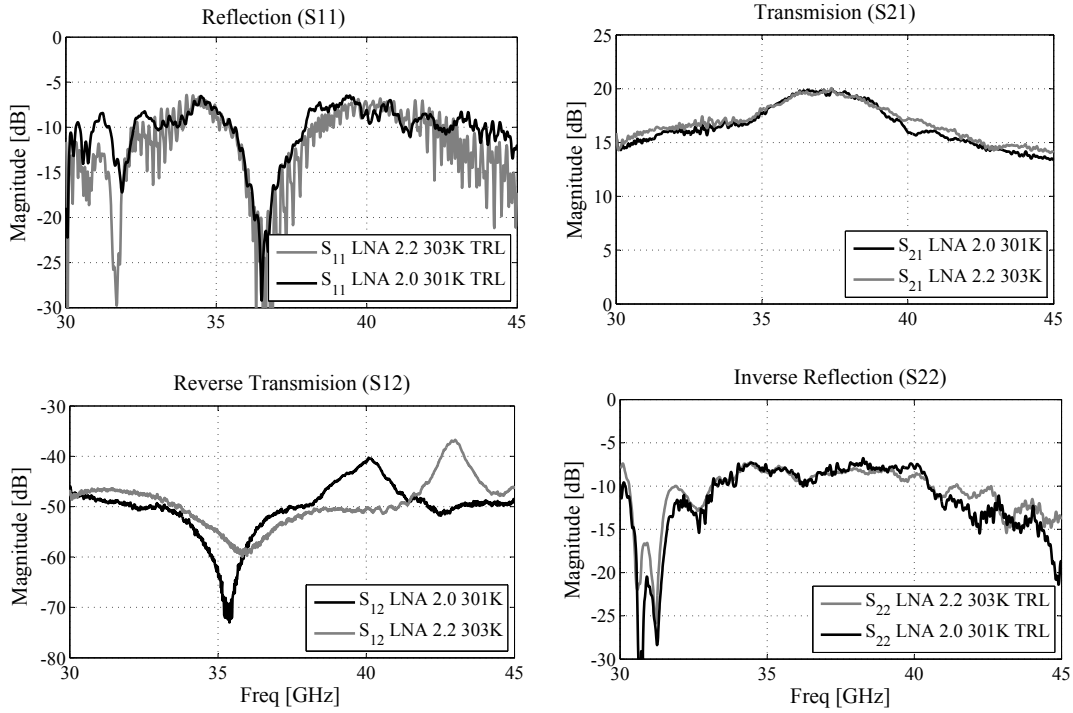 Reflection (S11)
Magnitude [dB]
0
-5
-10
-15
-20
-25
-30
30
35
40
45
S11 LNA 2.2 303K TRL
S11 LNA 2.0 301K TRL
Transmision (S21)
Magnitude [dB]
25
20
15
10
5
0
30
35
40
45
S21 LNA 2.0 301K
S21 LNA 2.2 303K
Reverse Transmision (S12)
Magnitude [dB]
-30
-40
-50
-60
-70
-80
30
35
40
45
Freq [GHz]
S12 LNA 2.0 301K
S12 LNA 2.2 303K
Inverse Reflection (S22)
Magnitude [dB]
0
-5
-10
-15
-20
-25
-30
30
35
40
45
Freq [GHz]
S22 LNA 2.2 303K TRL
S22 LNA 2.0 301K TRL